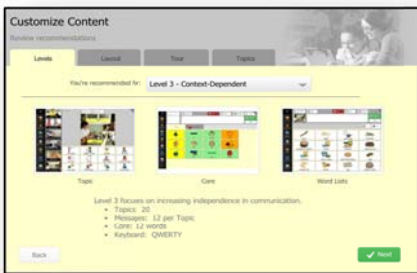 Customize Content
Review recommendations
Levels Layout Tour Topics
You're recommended for: Level 3 - Context-Dependent
Topic Core Word Lists
Level 3 focuses on increasing independence in communication.
• Topics: 20
• Messages: 12 per Topic
• Core: 12 words
• Keyboard: QWERTY
Back Next